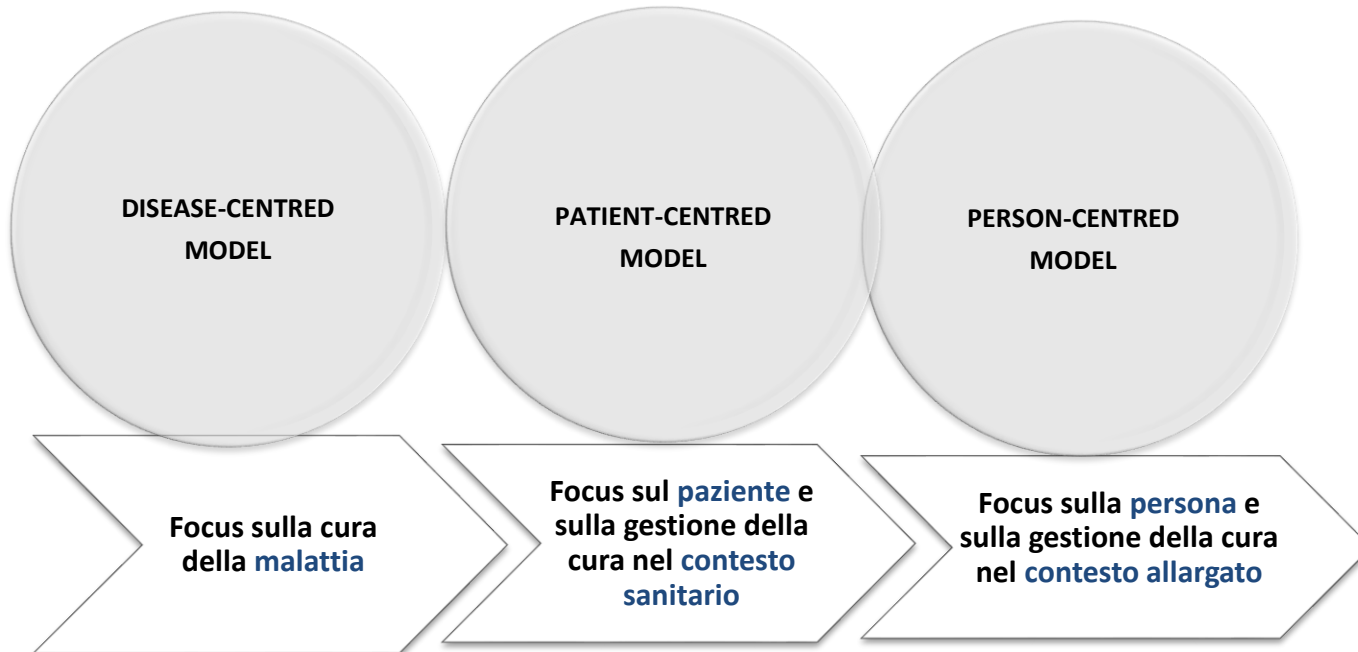 DISEASE-CENTRED
MODEL
PATIENT-CENTRED
MODEL
PERSON-CENTRED
MODEL
Focus sulla cura
della malattia
Focus sul paziente e
sulla gestione della
cura nel contesto
sanitario
Focus sulla persona e
sulla gestione della cura
nel contesto allargato